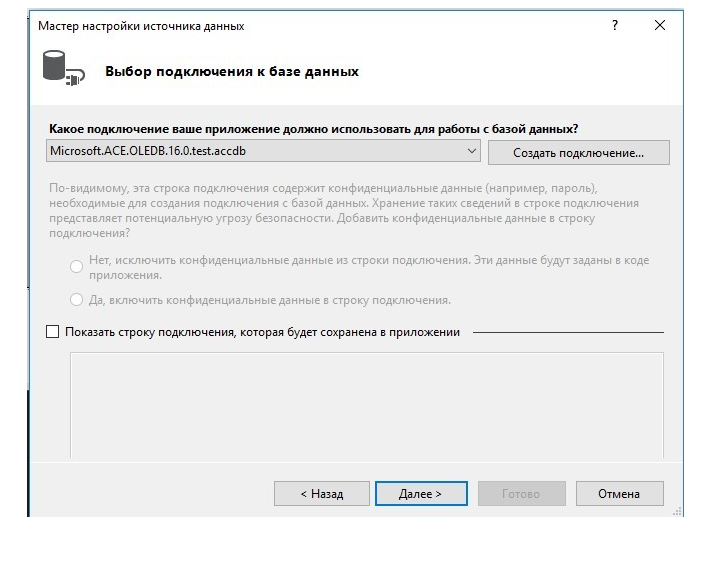 Мастер настройки источника данных
?
Выбор подключения к базе данных
Какое подключение ваше приложение должно использовать для работы с базой данных?
Microsoft.ACE.OLEDB.16.0.test.accdb
Создать подключение...
По-видимому, эта строка подключения содержит конфиденциальные данные (например, пароль),
необходимые для создания подключения с базой данных. Хранение таких сведений в строке подключения
представляет потенциальную угрозу безопасности. Добавить конфиденциальные данные в строку
подключения?
Нет, исключить конфиденциальные данные из строки подключения. Эти данные будут заданы в коде
приложения.
Да, включить конфиденциальные данные в строку подключения.
Показать строку подключения, которая будет сохранена в приложении
< Назад
Далее >
Готово
Отмена